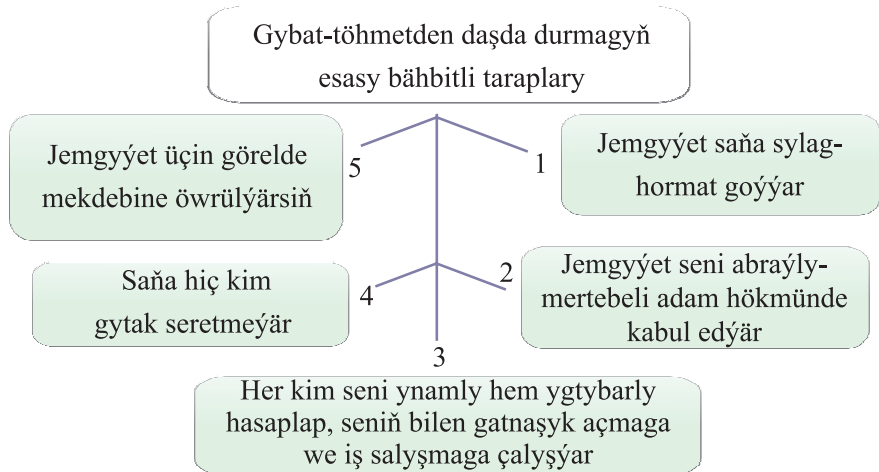 Gybat-töhmetden daşda durmagyň
esasy bähbitli taraplary
1
Jemgyýet saňa sylag-
hormat goýýar
2
Jemgyýet seni abraýly-
mertebeli adam hökmünde
kabul edýär
3
Her kim seni ynamly hem ygtybarly
hasaplap, seniň bilen gatnaşyk açmaga
we iş salyşmaga çalyşýar
4
Saňa hiç kim
gytak seretmeýär
5
Jemgyýet üçin görelde
mekdebine öwrülýärsiň